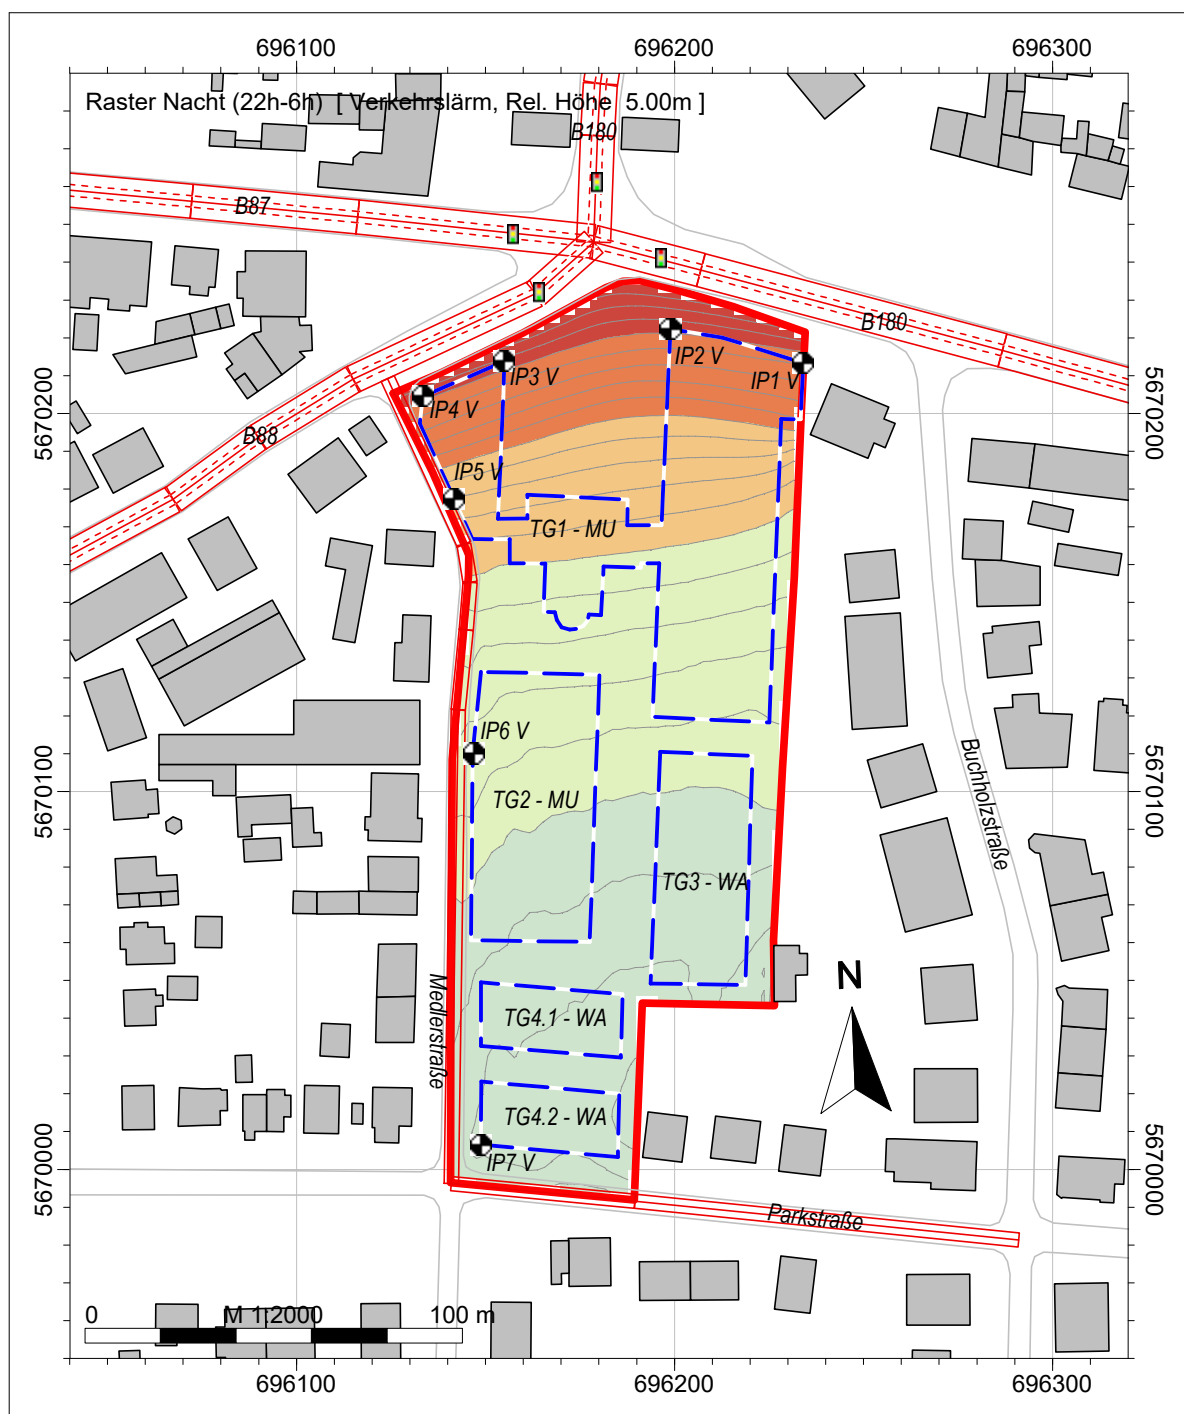 696100 696200 696300
Raster Nacht (22h-6h) [ Verkehrslärm, Rel. Höhe 5.00m ]
B180
B87
B180
IP2 V
IP3 V
IP1 V
IP4 V
5670200
5670200
B88
IP5 V
TG1 - MU
IP6 V
TG2 - MU
5670100
5670100
Buchholzstraße
TG3 - WA
N
Medlerstraße
TG4.1 - WA
TG4.2 - WA
IP7 V
5670000
5670000
Parkstraße
0 M 1:2000 100 m
696100 696200 696300